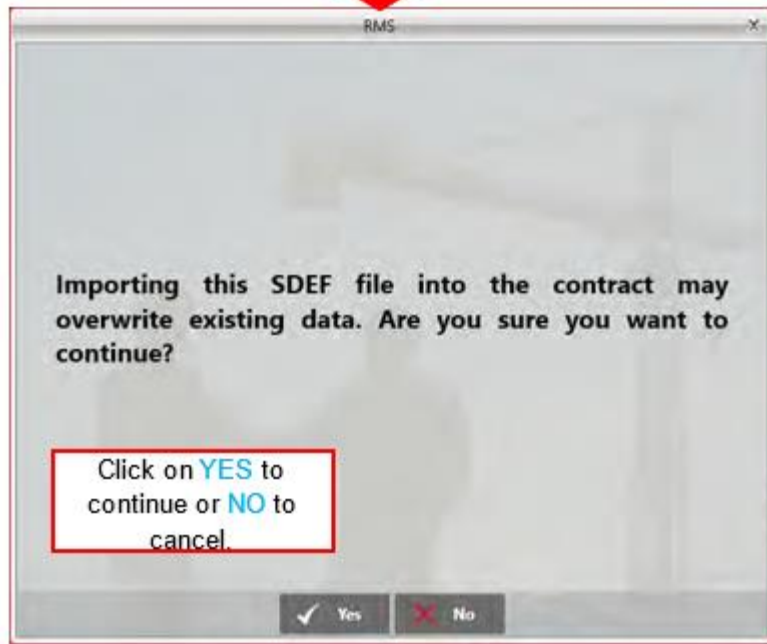 RMS
Importing this SDEF file into the contract may
overwrite existing data. Are you sure you want to
continue?
Click on YES to
continue or NO to
cancel.
Yes
No